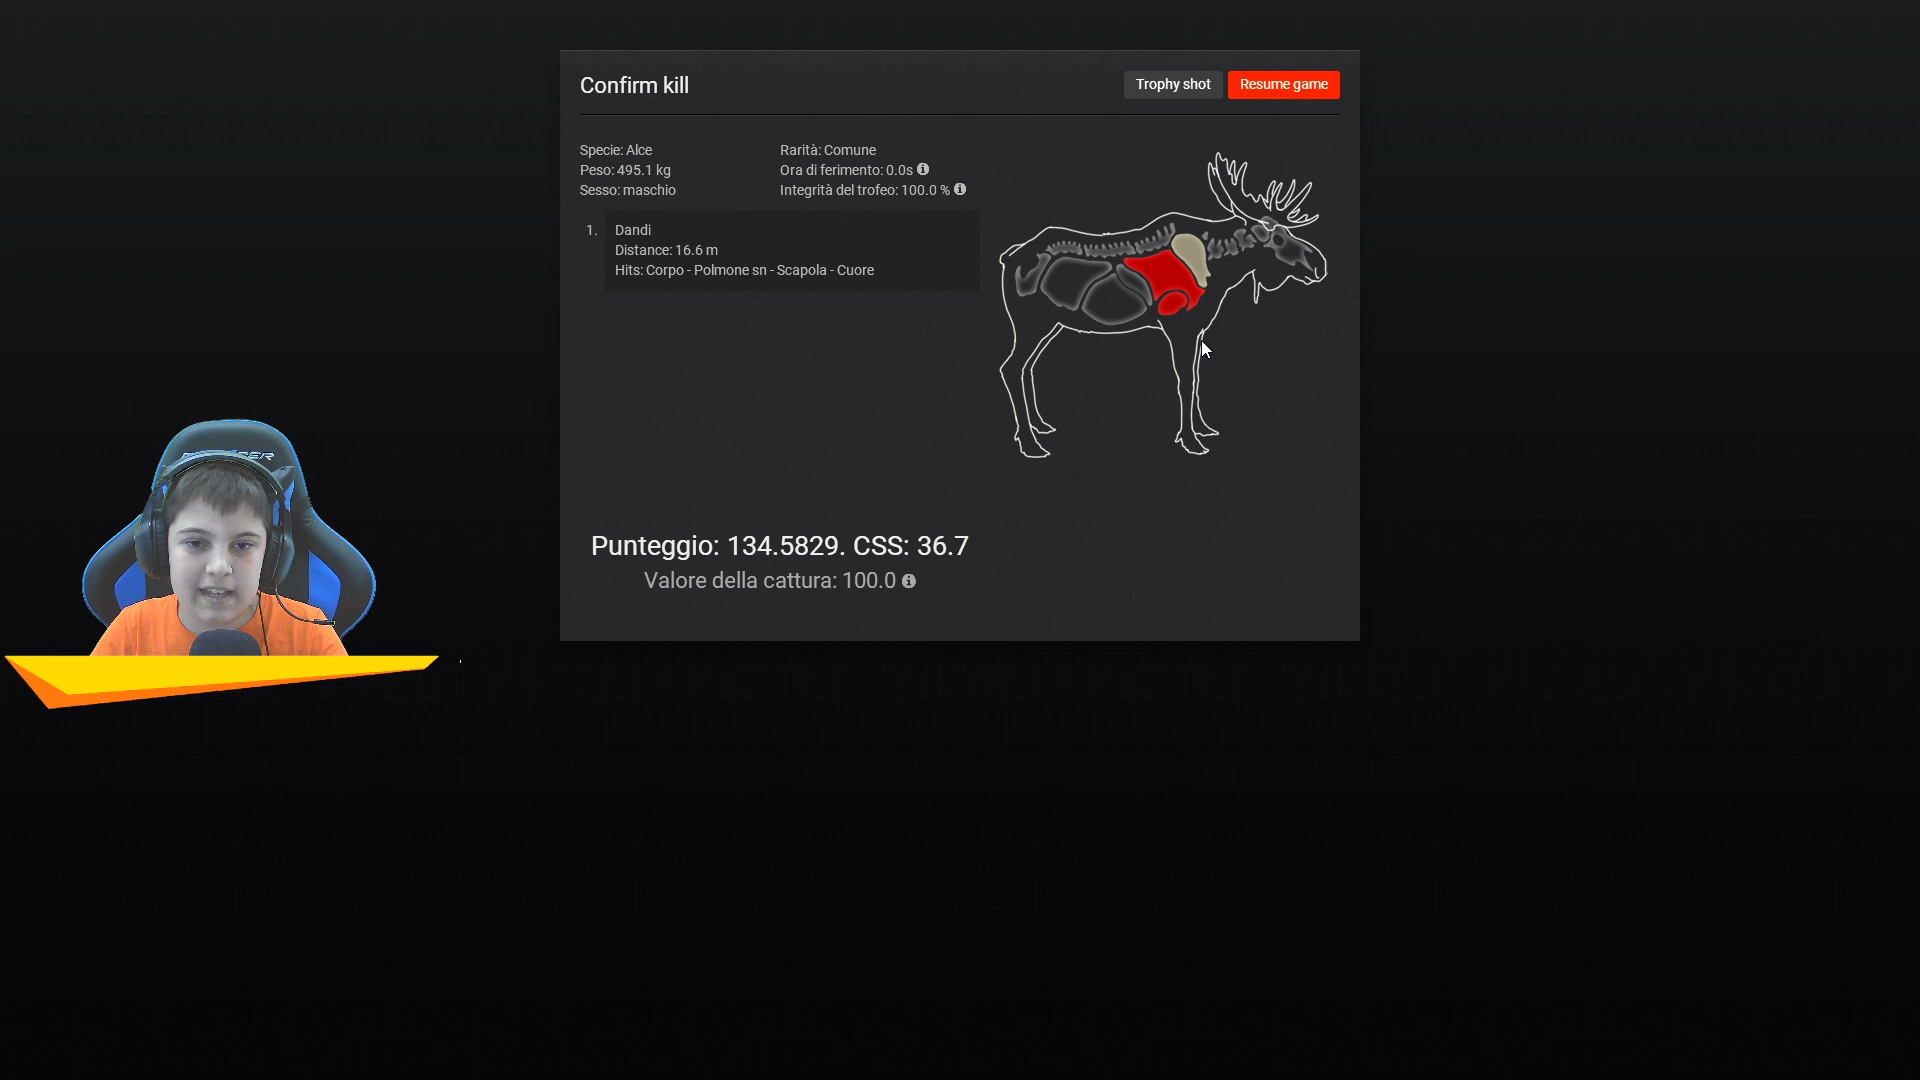 Confirm kill
Trophy shot
Resume game
Specie: Alce
Peso: 495.1 kg
Sesso: maschio
Rarità: Comune
Ora di ferimento: 0.0s
Integrità del trofeo: 100.0 %
1.
Dandi
Distance: 16.6 m
Hits: Corpo - Polmone sn - Scapola - Cuore
Punteggio: 134.5829. CSS: 36.7
Valore della cattura: 100.0